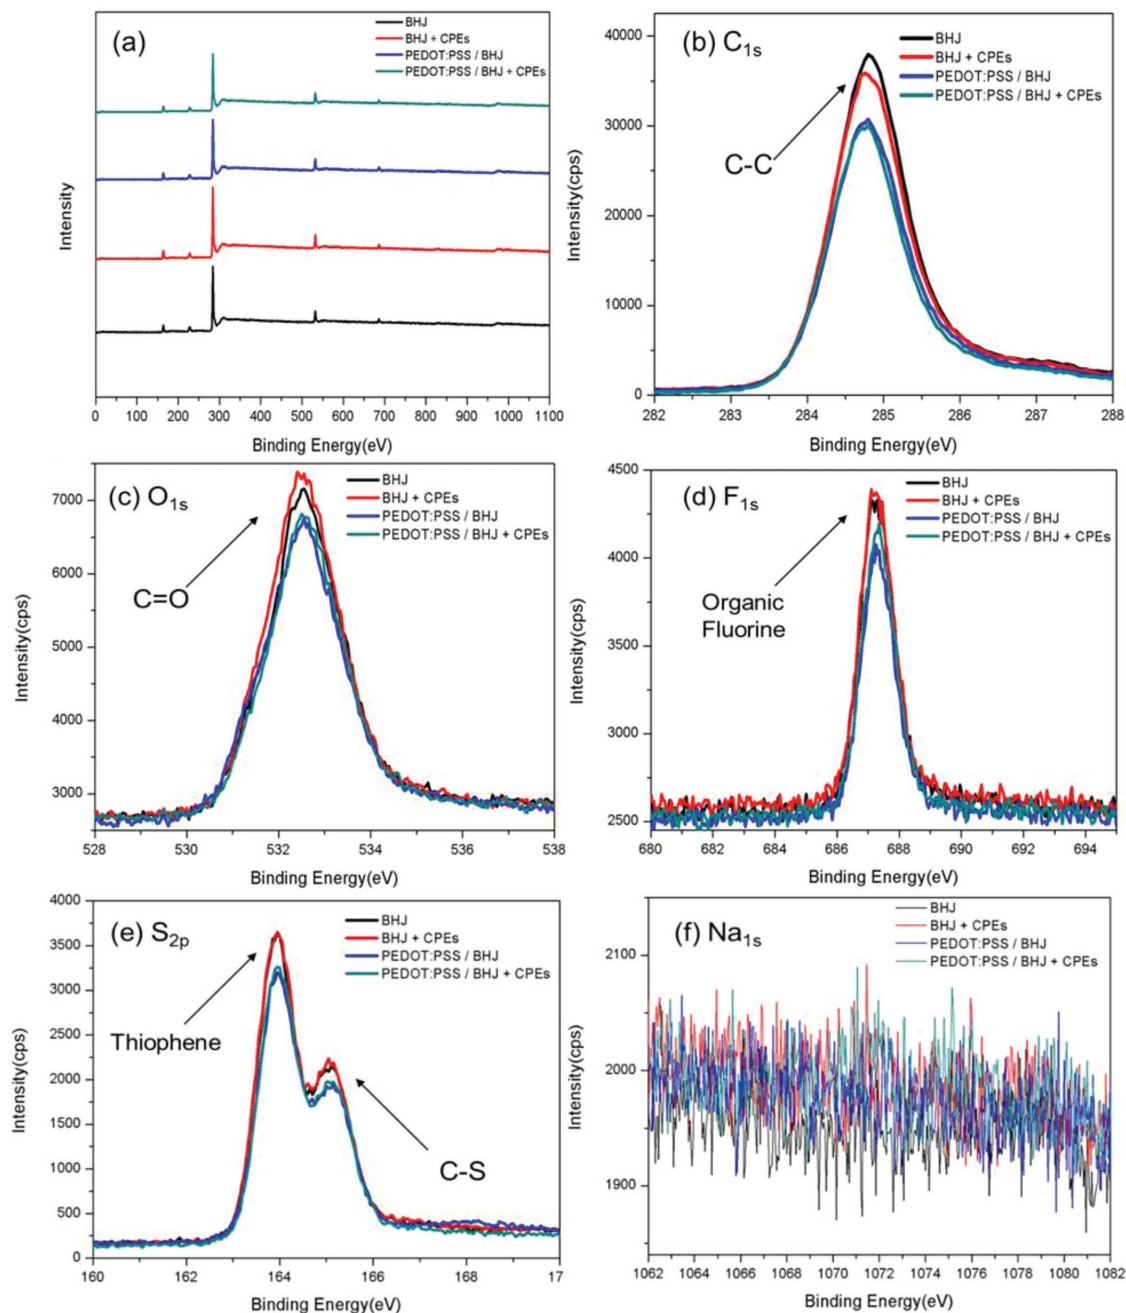 (a)
BHJ
BHJ + CPEs
PEDOT:PSS / BHJ
PEDOT:PSS / BHJ + CPEs
Intensity
0 100 200 300 400 500 600 700 800 900 1000 1100
Binding Energy(eV)
(b) C1s
BHJ
BHJ + CPEs
PEDOT:PSS / BHJ
PEDOT:PSS / BHJ + CPEs
C-C
Intensity(cps)
40000
30000
20000
10000
0
282 283 284 285 286 287 288
Binding Energy(eV)
(c) O1s
BHJ
BHJ + CPEs
PEDOT:PSS / BHJ
PEDOT:PSS / BHJ + CPEs
C=O
Intensity(cps)
7000
6000
5000
4000
3000
528 530 532 534 536 538
Binding Energy(eV)
(d) F1s
BHJ
BHJ + CPEs
PEDOT:PSS / BHJ
PEDOT:PSS / BHJ + CPEs
Organic
Fluorine
Intensity(cps)
4500
4000
3500
3000
2500
680 682 684 686 688 690 692 694
Binding Energy(eV)
(e) S2p
BHJ
BHJ + CPEs
PEDOT:PSS / BHJ
PEDOT:PSS / BHJ + CPEs
Thiophene
C-S
Intensity(cps)
4000
3500
3000
2500
2000
1500
1000
500
0
160 162 164 166 168 17
Binding Energy(eV)
(f) Na1s
BHJ
BHJ + CPEs
PEDOT:PSS / BHJ
PEDOT:PSS / BHJ + CPEs
Intensity(cps)
2100
2000
1900
1062 1064 1066 1068 1070 1072 1074 1076 1078 1080 1082
Binding Energy(eV)